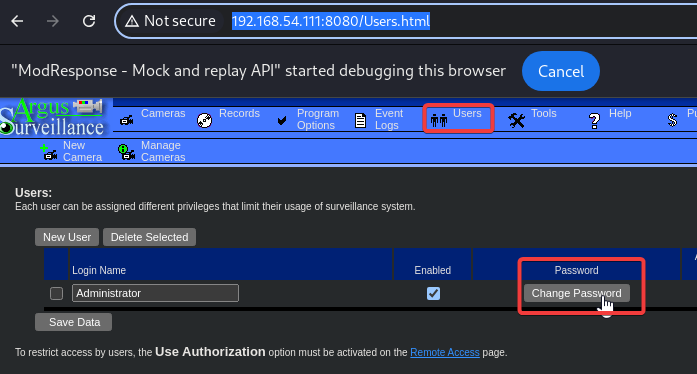 Not secure 192.168.54.111:8080/Users.html
"ModResponse - Mock and replay API" started debugging this browser
Cancel
Argus
Surveillance
Cameras
Records
Program
Options
Event
Logs
Users
Tools
Help
New
Camera
Manage
Cameras
Users:
Each user can be assigned different privileges that limit their usage of surveillance system.
New User
Delete Selected
Login Name
Enabled
Password
Administrator
Change Password
Save Data
To restrict access by users, the Use Authorization option must be activated on the Remote Access page.